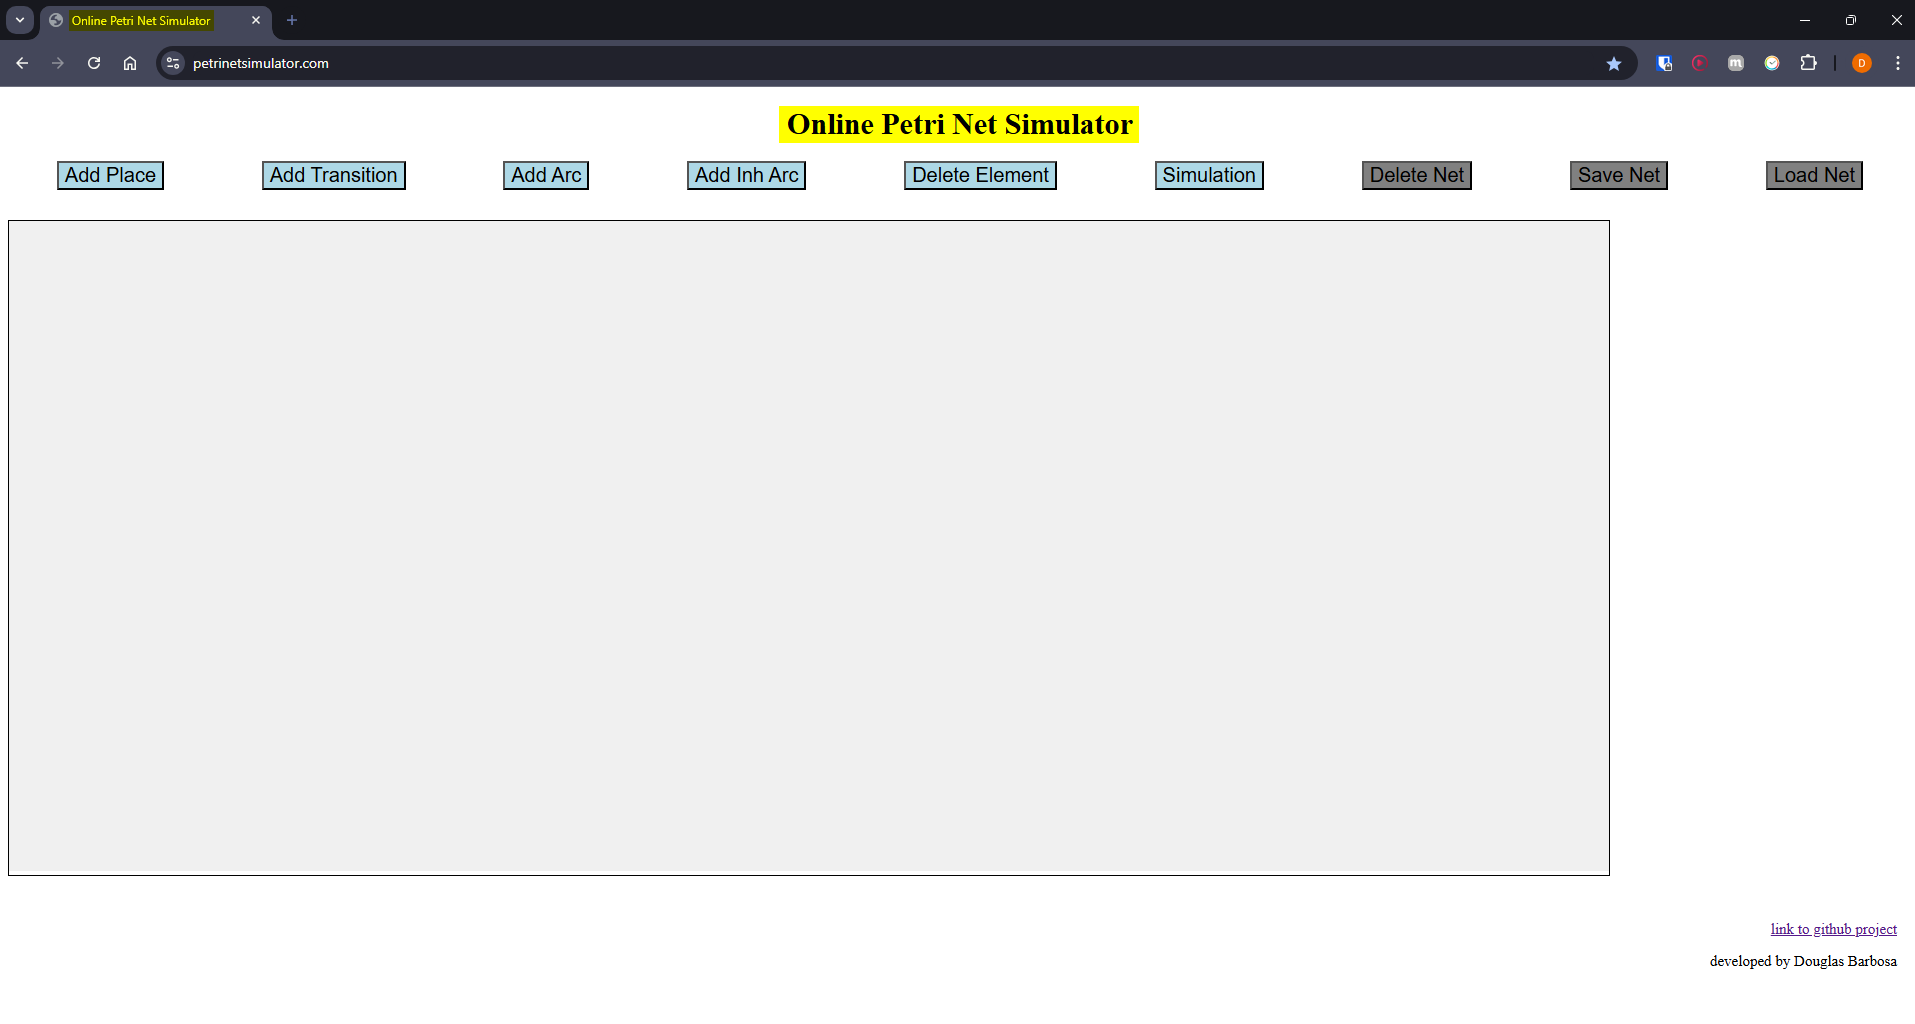 Online Petri Net Simulator
petrinetsimulator.com
m
D
Online Petri Net Simulator
Add Place Add Transition Add Arc Add Inh Arc Delete Element Simulation Delete Net Save Net Load Net
link to github project
developed by Douglas Barbosa